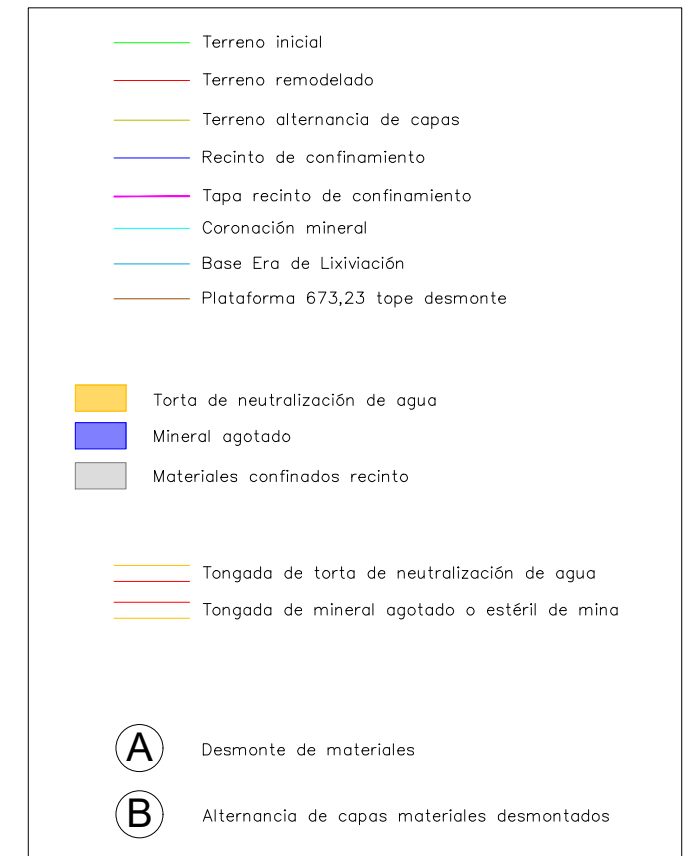 Terreno inicial
Terreno remodelado
Terreno alternancia de capas
Recinto de confinamiento
Tapa recinto de confinamiento
Coronación mineral
Base Era de Lixiviación
Plataforma 673,23 tope desmonte
Torta de neutralización de agua
Mineral agotado
Materiales confinados recinto
Tongada de torta de neutralización de agua
Tongada de mineral agotado o estéril de mina
A Desmonte de materiales
B Alternancia de capas materiales desmontados